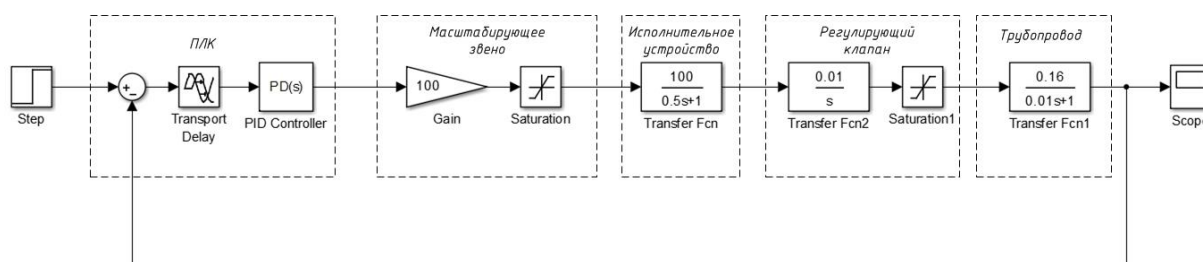 ПЛК
Масштабирующее
звено
Исполнительное
устройство
Регулирующий
клапан
Трубопровод
Step
Transport
Delay
PD(s)
PID Controller
100
Gain
Saturation
100
0.5s+1
Transfer Fcn
0.01
s
Transfer Fcn2
Saturation1
0.16
0.01s+1
Transfer Fcn1
Scope